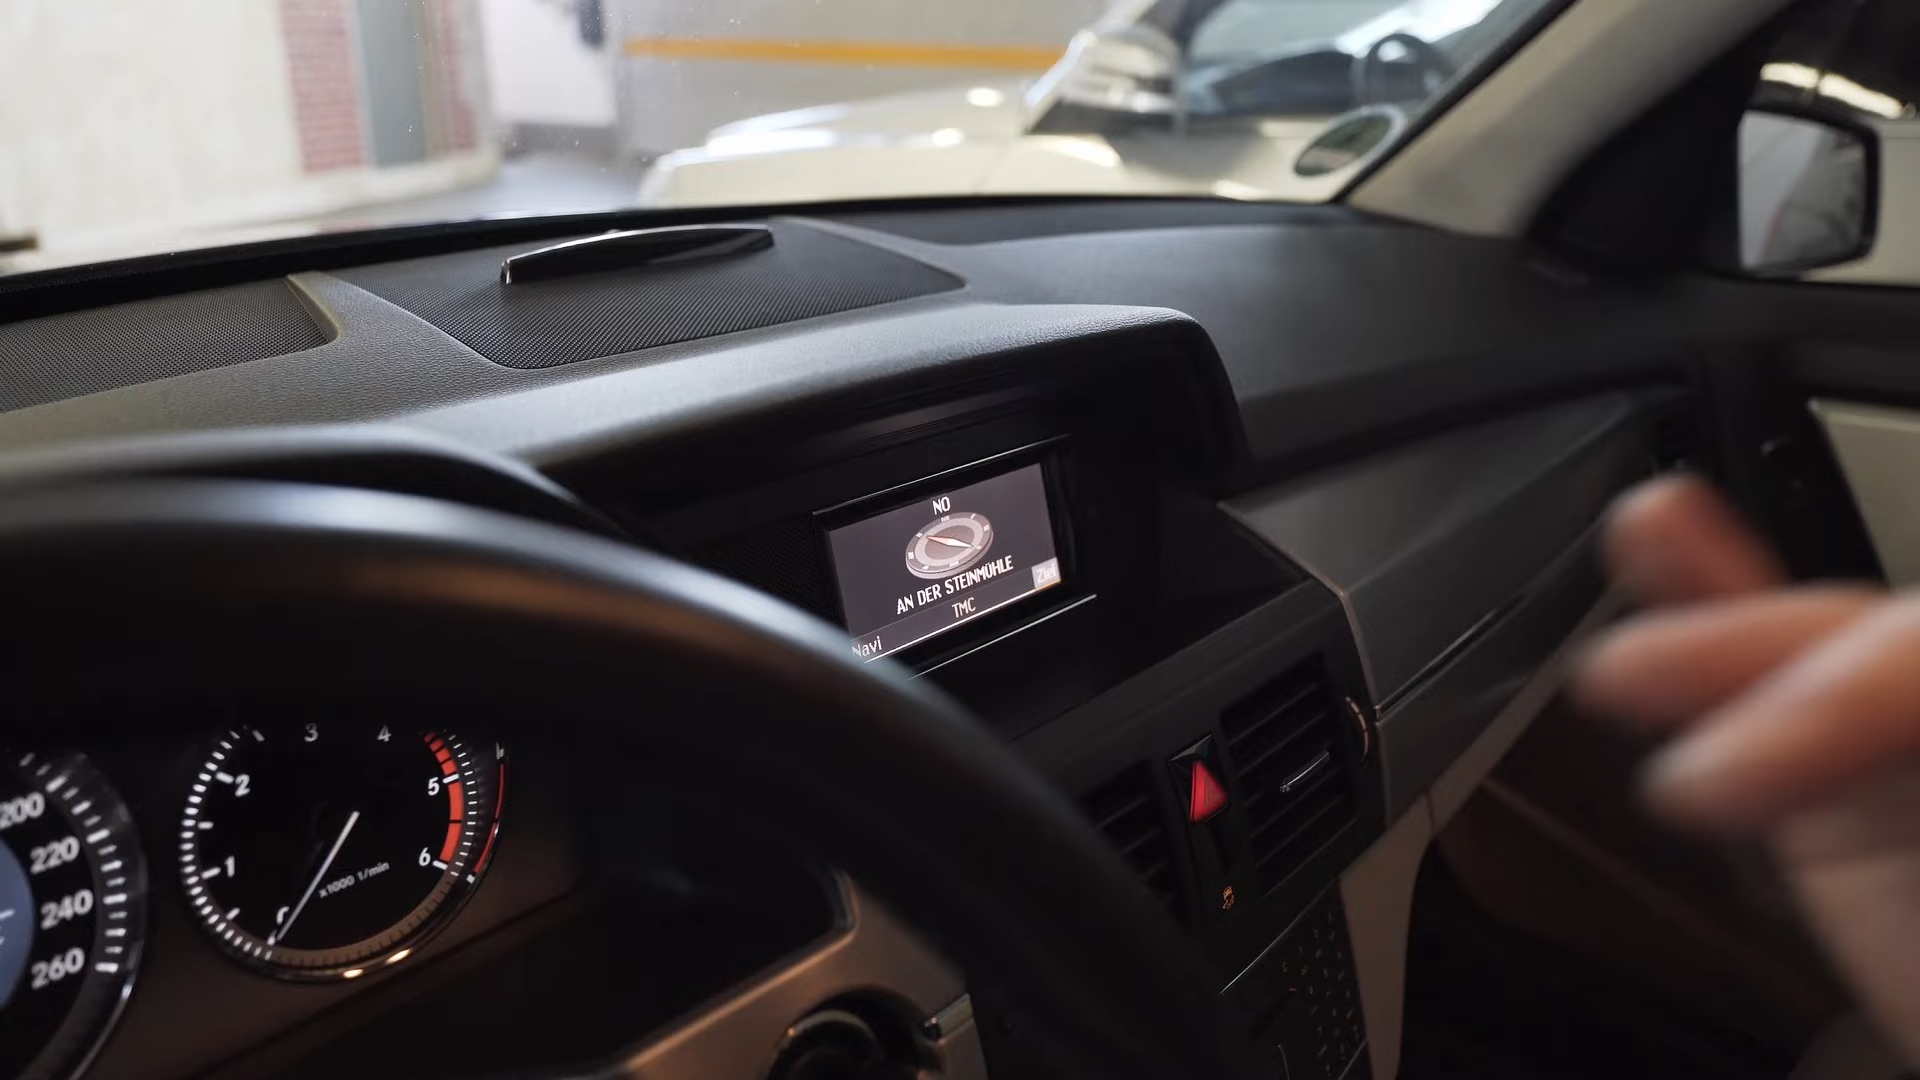 NO
AN DER STEINMÜHLE
Ziel
TMC
Navi
3
4
2
5
1
6
0
x1000 1/min
200
220
240
260